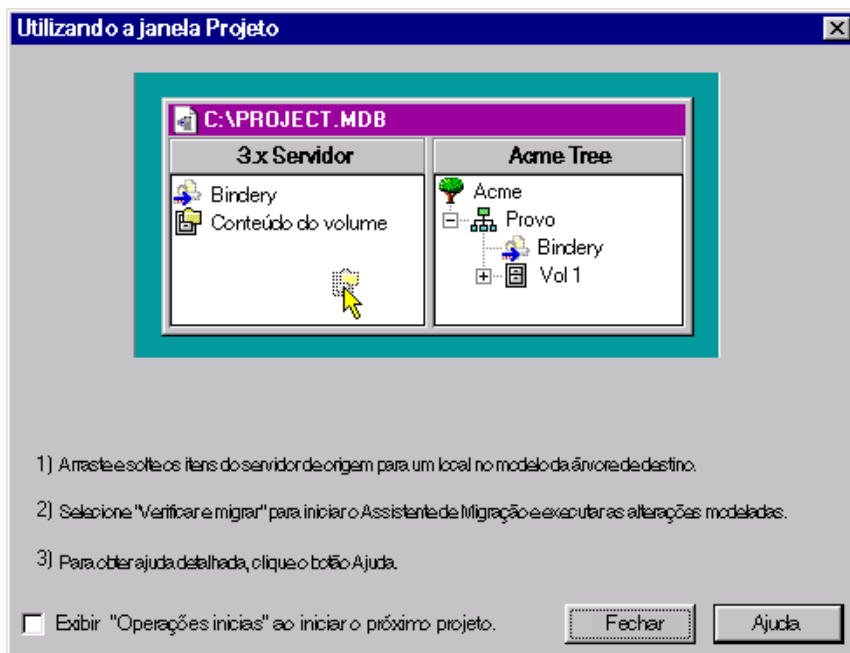 Utilizando a janela Projeto
C:\PROJECT.MDB
3.x Servidor
Acme Tree
Bindery
Conteúdo do volume
Acme
Provo
Bindery
Vol 1
1) Arraste e solte os itens do servidor de origem para um local no modelo da árvore de destino.
2) Selecione "Verificar e migrar" para iniciar o Assistente de Migração e executar as alterações modeladas.
3) Para obter ajuda detalhada, clique o botão Ajuda.
Exibir "Operações inicias" ao iniciar o próximo projeto.
Fechar
Ajuda